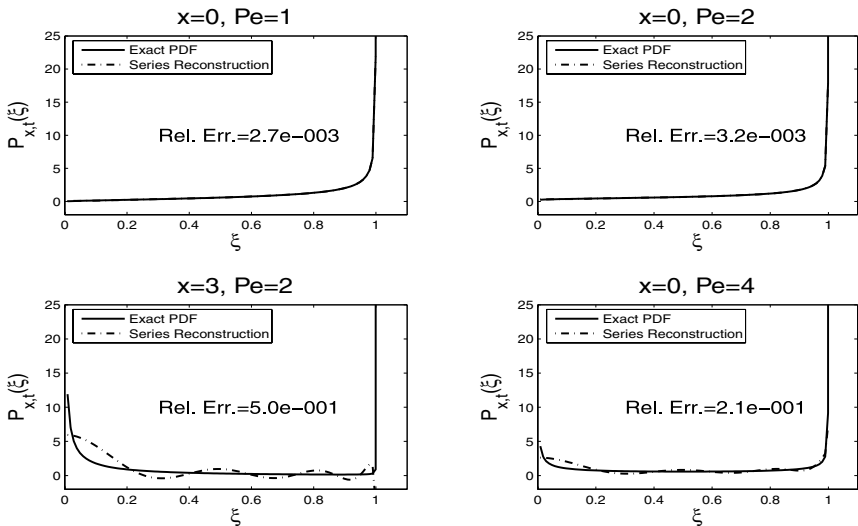 x=0, Pe=1
25
20
15
10
5
0
P_{x,t}(ξ)
Exact PDF
Series Reconstruction
Rel. Err.=2.7e−003
0 0.2 0.4 0.6 0.8 1
ξ
x=0, Pe=2
25
20
15
10
5
0
P_{x,t}(ξ)
Exact PDF
Series Reconstruction
Rel. Err.=3.2e−003
0 0.2 0.4 0.6 0.8 1
ξ
x=3, Pe=2
25
20
15
10
5
0
P_{x,t}(ξ)
Exact PDF
Series Reconstruction
Rel. Err.=5.0e−001
0 0.2 0.4 0.6 0.8 1
ξ
x=0, Pe=4
25
20
15
10
5
0
P_{x,t}(ξ)
Exact PDF
Series Reconstruction
Rel. Err.=2.1e−001
0 0.2 0.4 0.6 0.8 1
ξ